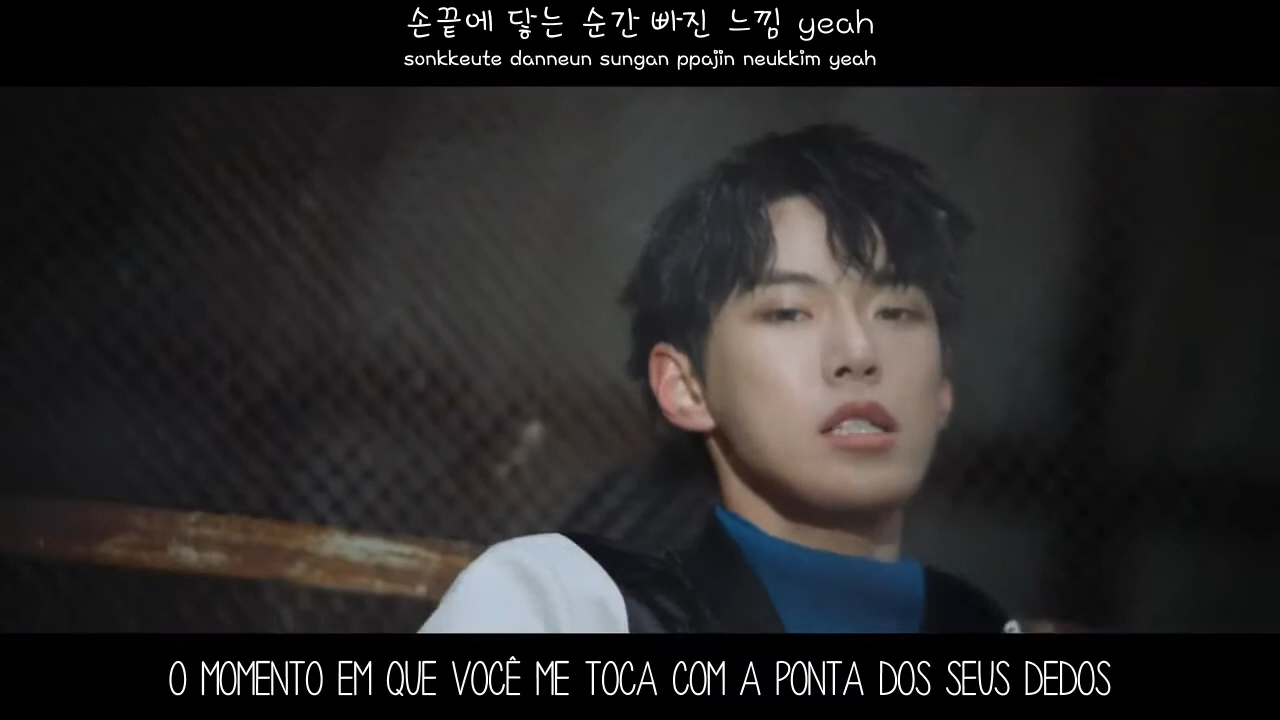 손끝에 닿는 순간 빠진 느낌 yeah
sonkkeute danneun sungan ppajin neukkim yeah
O MOMENTO EM QUE VOCÊ ME TOCA COM A PONTA DOS SEUS DEDOS